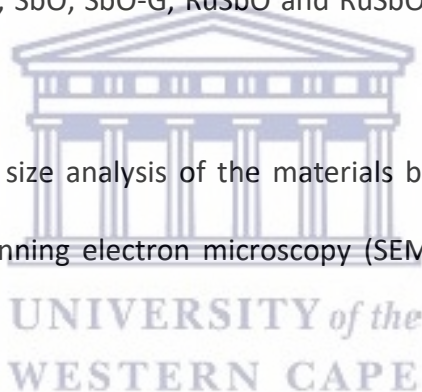 , SbO, SbO-G, RuSbO and RuSbO
size analysis of the materials b
nning electron microscopy (SEM
UNIVERSITY of the
WESTERN CAPE